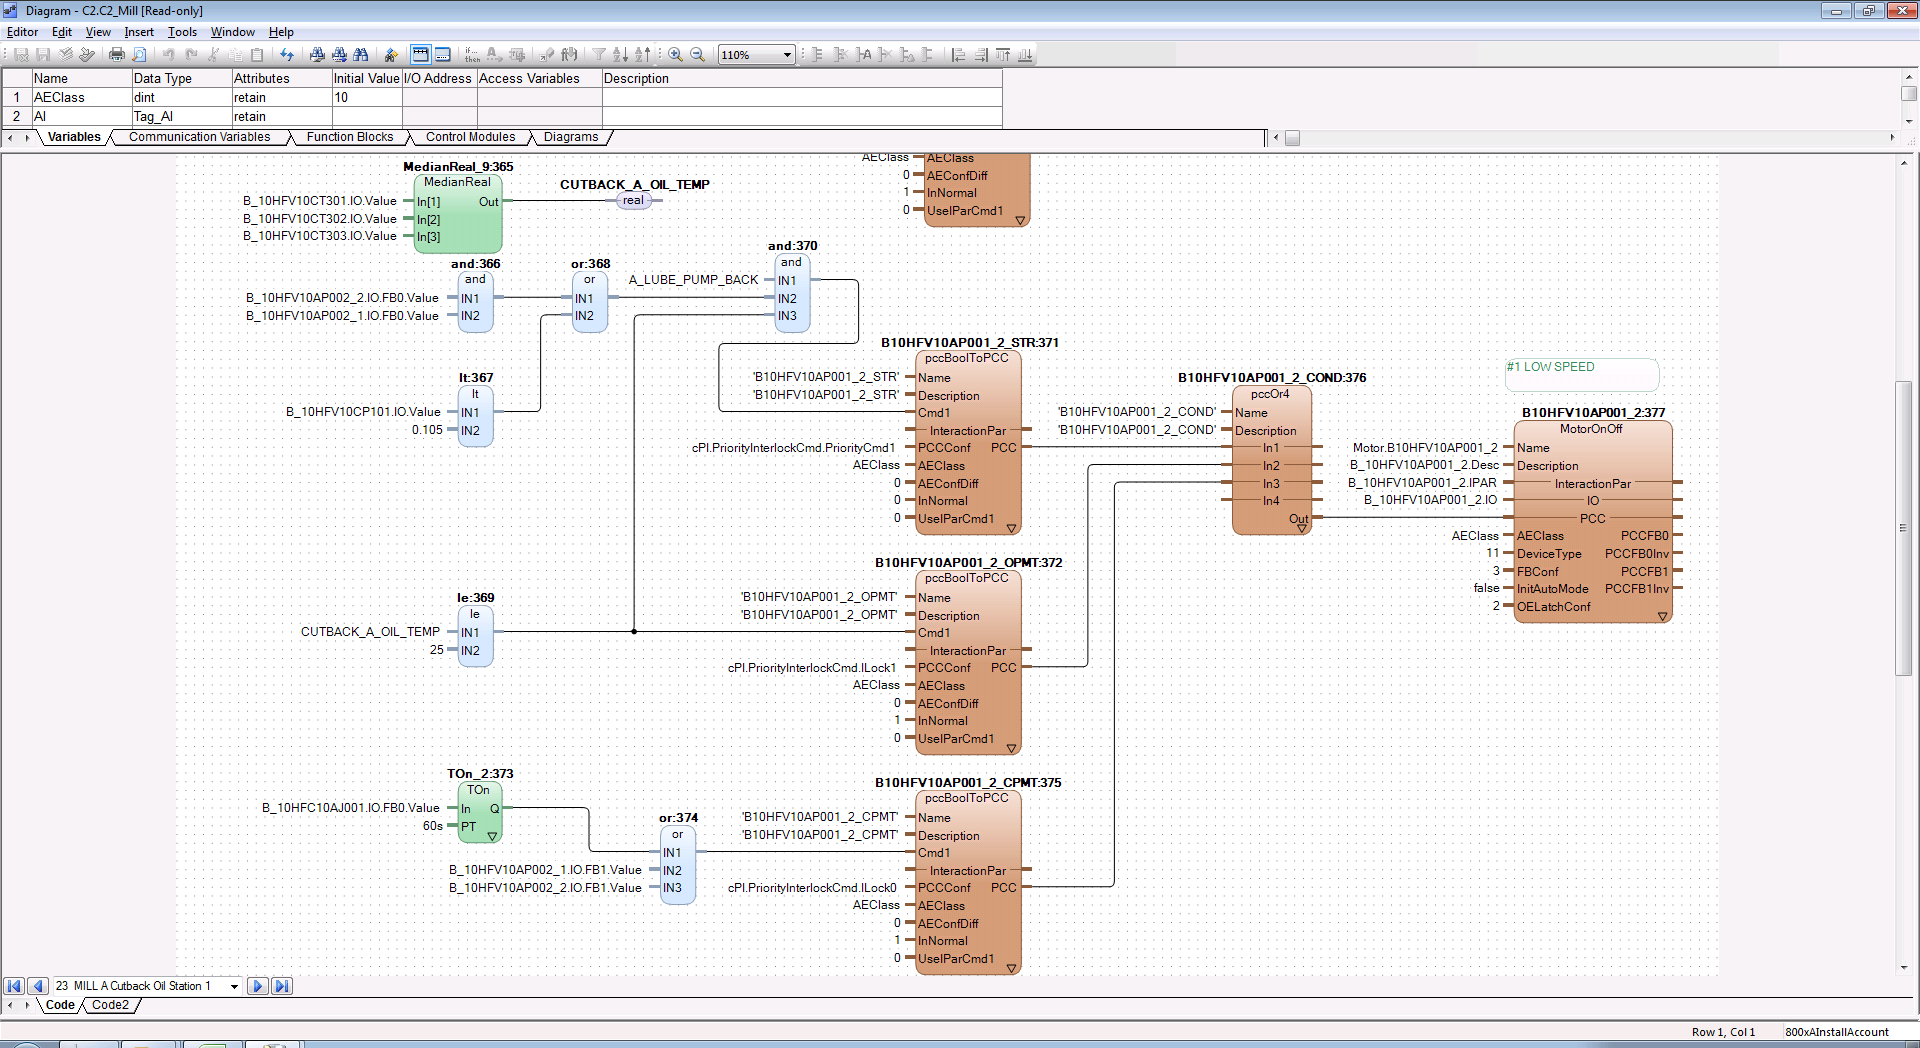 Diagram - C2.C2_Mill [Read-only]
Editor Edit View Insert Tools Window Help
110%
Name Data Type Attributes Initial Value I/O Address Access Variables Description
1 AEClass dint retain 10
2 AI Tag_AI retain
Variables Communication Variables Function Blocks Control Modules Diagrams
MedianReal_9:365
MedianReal
B_10HFV10CT301.IO.Value In[1] Out
B_10HFV10CT302.IO.Value In[2]
B_10HFV10CT303.IO.Value In[3]
CUTBACK_A_OIL_TEMP
real
AEClass AEClass
0 AEConfDiff
1 InNormal
0 UseIParCmd1
and:366
and
B_10HFV10AP002_2.IO.FB0.Value IN1
B_10HFV10AP002_1.IO.FB0.Value IN2
or:368
or
IN1
IN2
and:370
and
A_LUBE_PUMP_BACK IN1
IN2
IN3
lt:367
lt
B_10HFV10CP101.IO.Value IN1
0.105 IN2
B10HFV10AP001_2_STR:371
pccBoolToPCC
'B10HFV10AP001_2_STR' Name
'B10HFV10AP001_2_STR' Description
Cmd1
InteractionPar
cPI.PriorityInterlockCmd.PriorityCmd1 PCCConf PCC
AEClass AEClass
0 AEConfDiff
0 InNormal
0 UseIParCmd1
B10HFV10AP001_2_COND:376
pccOr4
'B10HFV10AP001_2_COND' Name
'B10HFV10AP001_2_COND' Description
In1
In2
In3
In4
Out
#1 LOW SPEED
B10HFV10AP001_2:377
MotorOnOff
Motor.B10HFV10AP001_2 Name
B_10HFV10AP001_2.Desc Description
B_10HFV10AP001_2.IPAR InteractionPar
B_10HFV10AP001_2.IO IO
PCC
AEClass AEClass PCCFB0
11 DeviceType PCCFB0Inv
3 FBConf PCCFB1
false InitAutoMode PCCFB1Inv
2 OELatchConf
le:369
le
CUTBACK_A_OIL_TEMP IN1
25 IN2
B10HFV10AP001_2_OPMT:372
pccBoolToPCC
'B10HFV10AP001_2_OPMT' Name
'B10HFV10AP001_2_OPMT' Description
Cmd1
InteractionPar
cPI.PriorityInterlockCmd.ILock1 PCCConf PCC
AEClass AEClass
0 AEConfDiff
1 InNormal
0 UseIParCmd1
TOn_2:373
TOn
B_10HFC10AJ001.IO.FB0.Value In Q
60s PT
or:374
or
IN1
B_10HFV10AP002_1.IO.FB1.Value IN2
B_10HFV10AP002_2.IO.FB1.Value IN3
B10HFV10AP001_2_CPMT:375
pccBoolToPCC
'B10HFV10AP001_2_CPMT' Name
'B10HFV10AP001_2_CPMT' Description
Cmd1
InteractionPar
cPI.PriorityInterlockCmd.ILock0 PCCConf PCC
AEClass AEClass
0 AEConfDiff
1 InNormal
0 UseIParCmd1
23 MILL A Cutback Oil Station 1
Code Code2
Row 1, Col 1 800xAInstallAccount